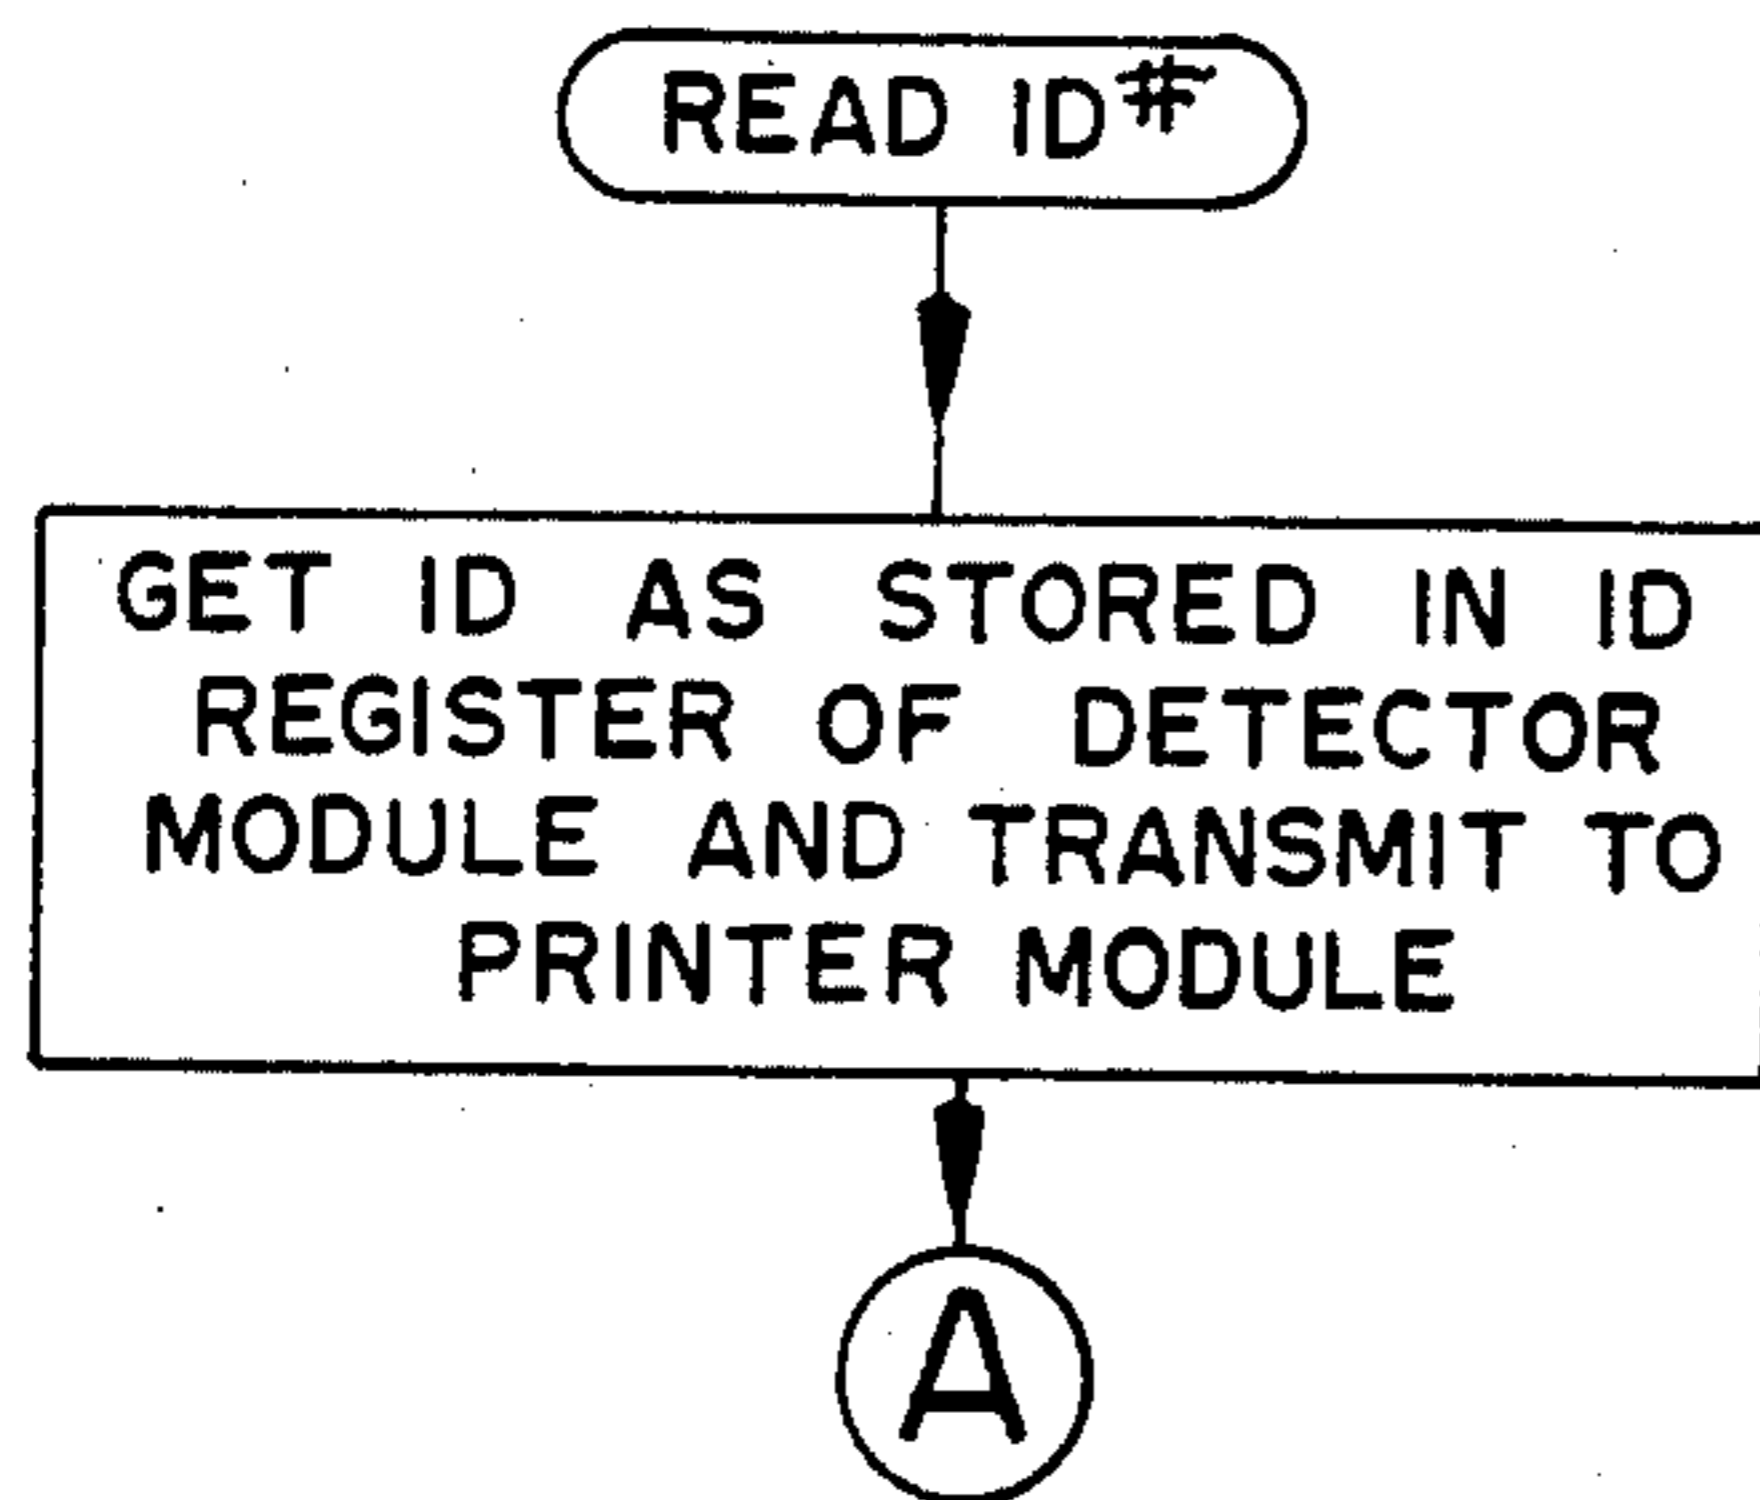 READ ID#
GET ID AS STORED IN ID
REGISTER OF DETECTOR
MODULE AND TRANSMIT TO
PRINTER MODULE
A